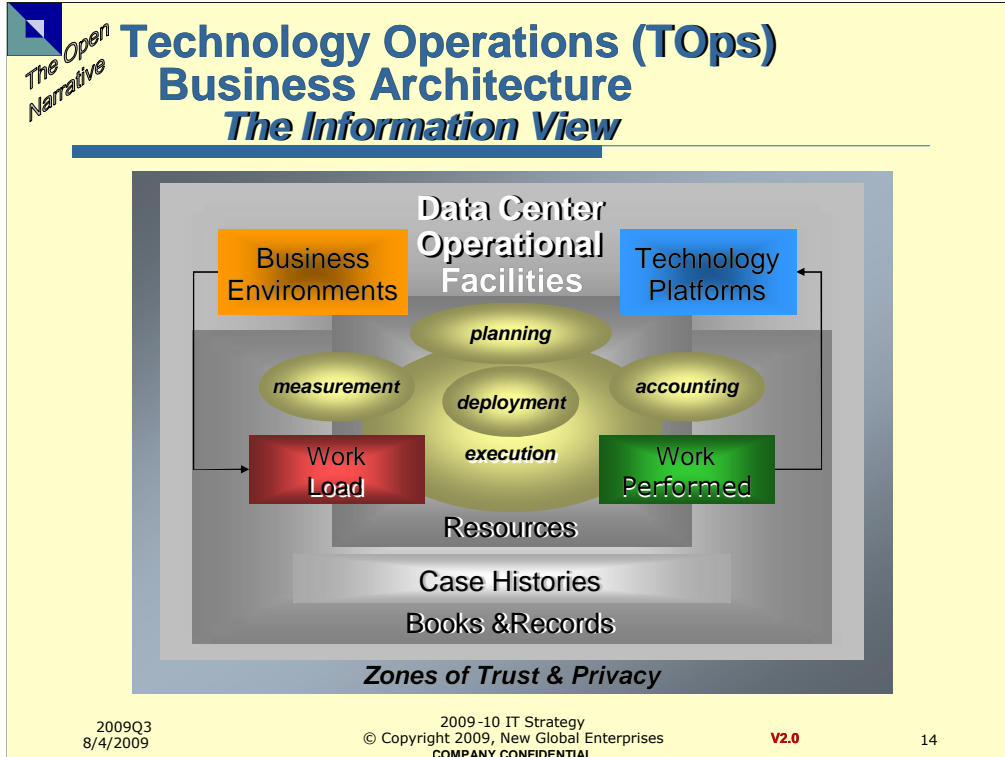 The Open
Narrative
Technology Operations (TOps)
Business Architecture
The Information View
Data Center
Operational
Facilities
Business
Environments
Technology
Platforms
planning
measurement
deployment
accounting
execution
Work
Load
Work
Performed
Resources
Case Histories
Books &Records
Zones of Trust & Privacy
2009Q3
8/4/2009
2009-10 IT Strategy
© Copyright 2009, New Global Enterprises
COMPANY CONFIDENTIAL
V2.0
14